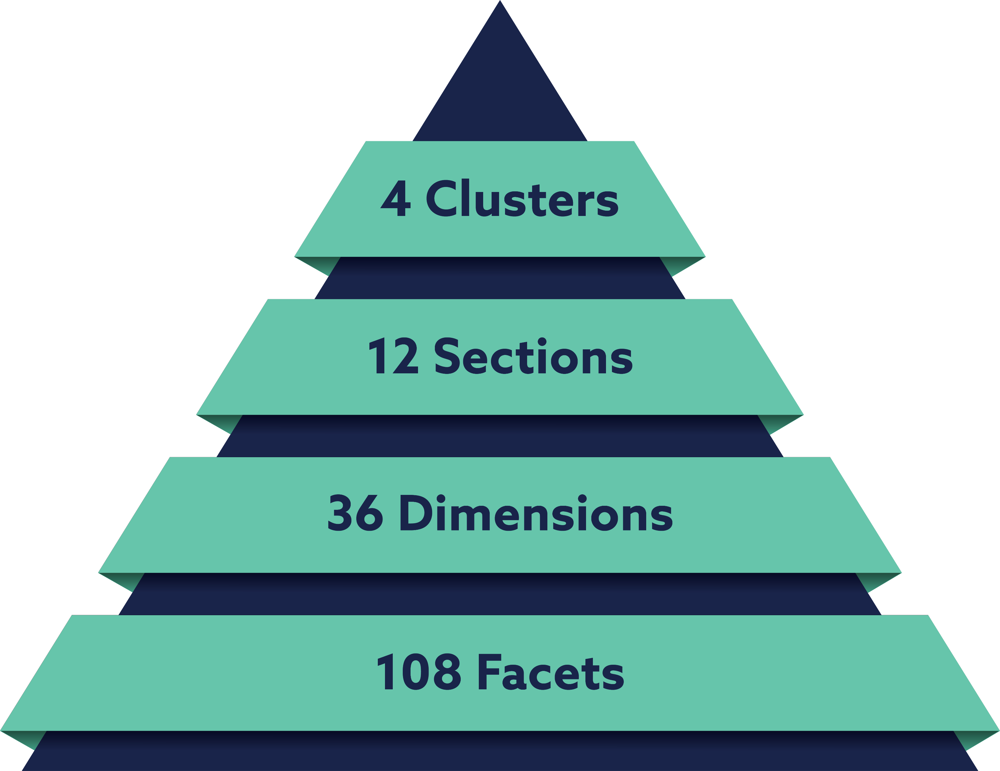 4 Clusters
12 Sections
36 Dimensions
108 Facets